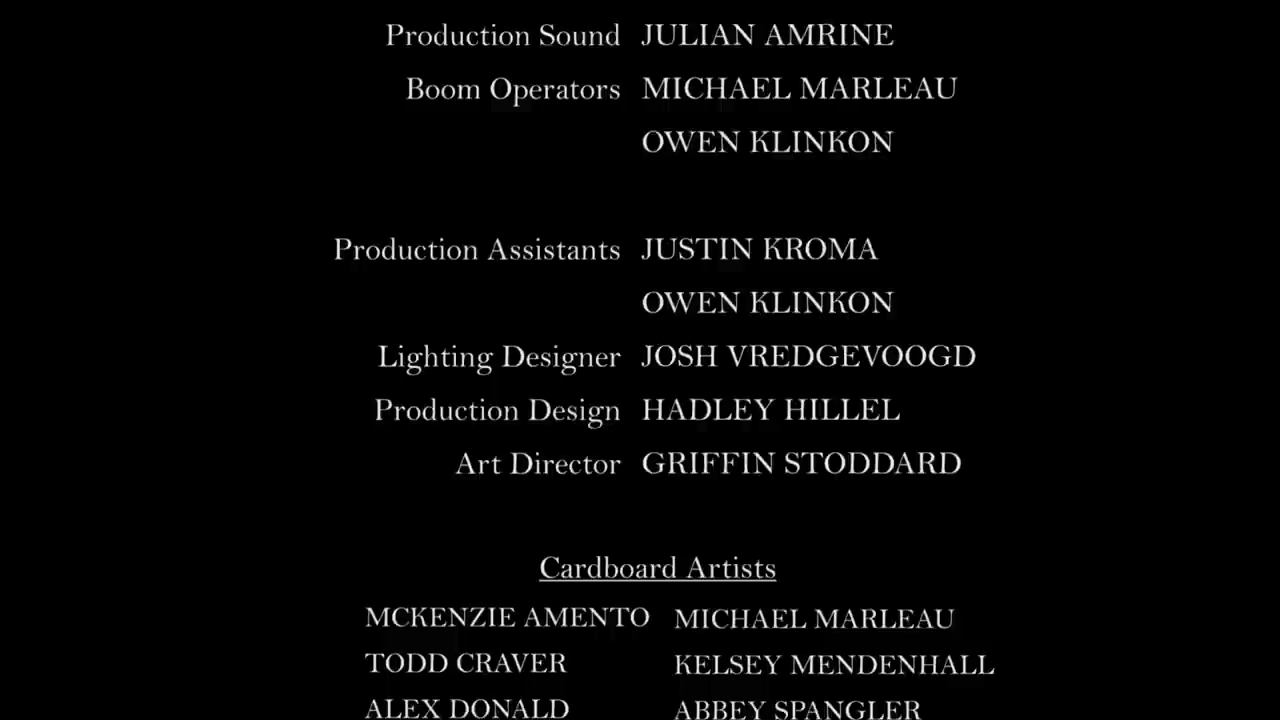 Production Sound JULIAN AMRINE
Boom Operators MICHAEL MARLEAU
OWEN KLINKON
Production Assistants JUSTIN KROMA
OWEN KLINKON
Lighting Designer JOSH VREDGEVOOGD
Production Design HADLEY HILLEL
Art Director GRIFFIN STODDARD
Cardboard Artists
MCKENZIE AMENTO MICHAEL MARLEAU
TODD CRAVER KELSEY MENDENHALL
ALEX DONALD ABBEY SPANGLER